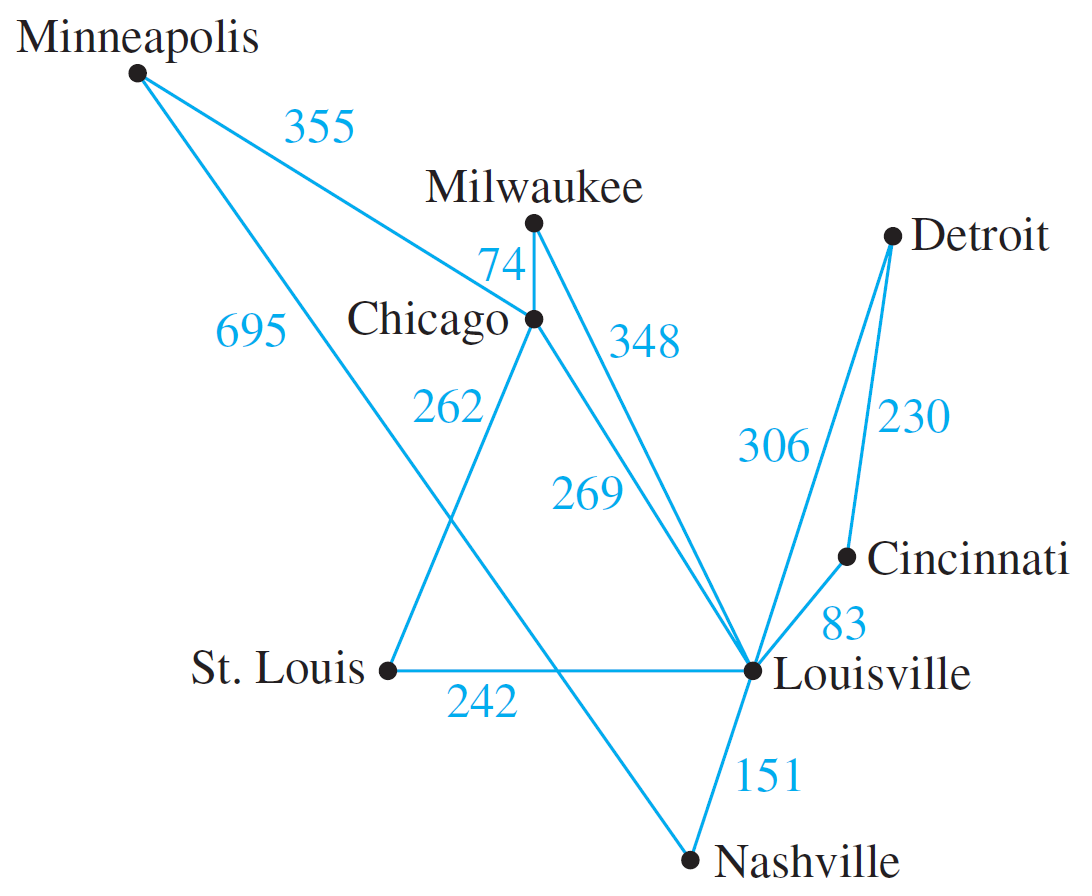 Minneapolis
355
Milwaukee
Detroit
74
Chicago
695
348
262
230
306
269
Cincinnati
83
St. Louis
Louisville
242
151
Nashville